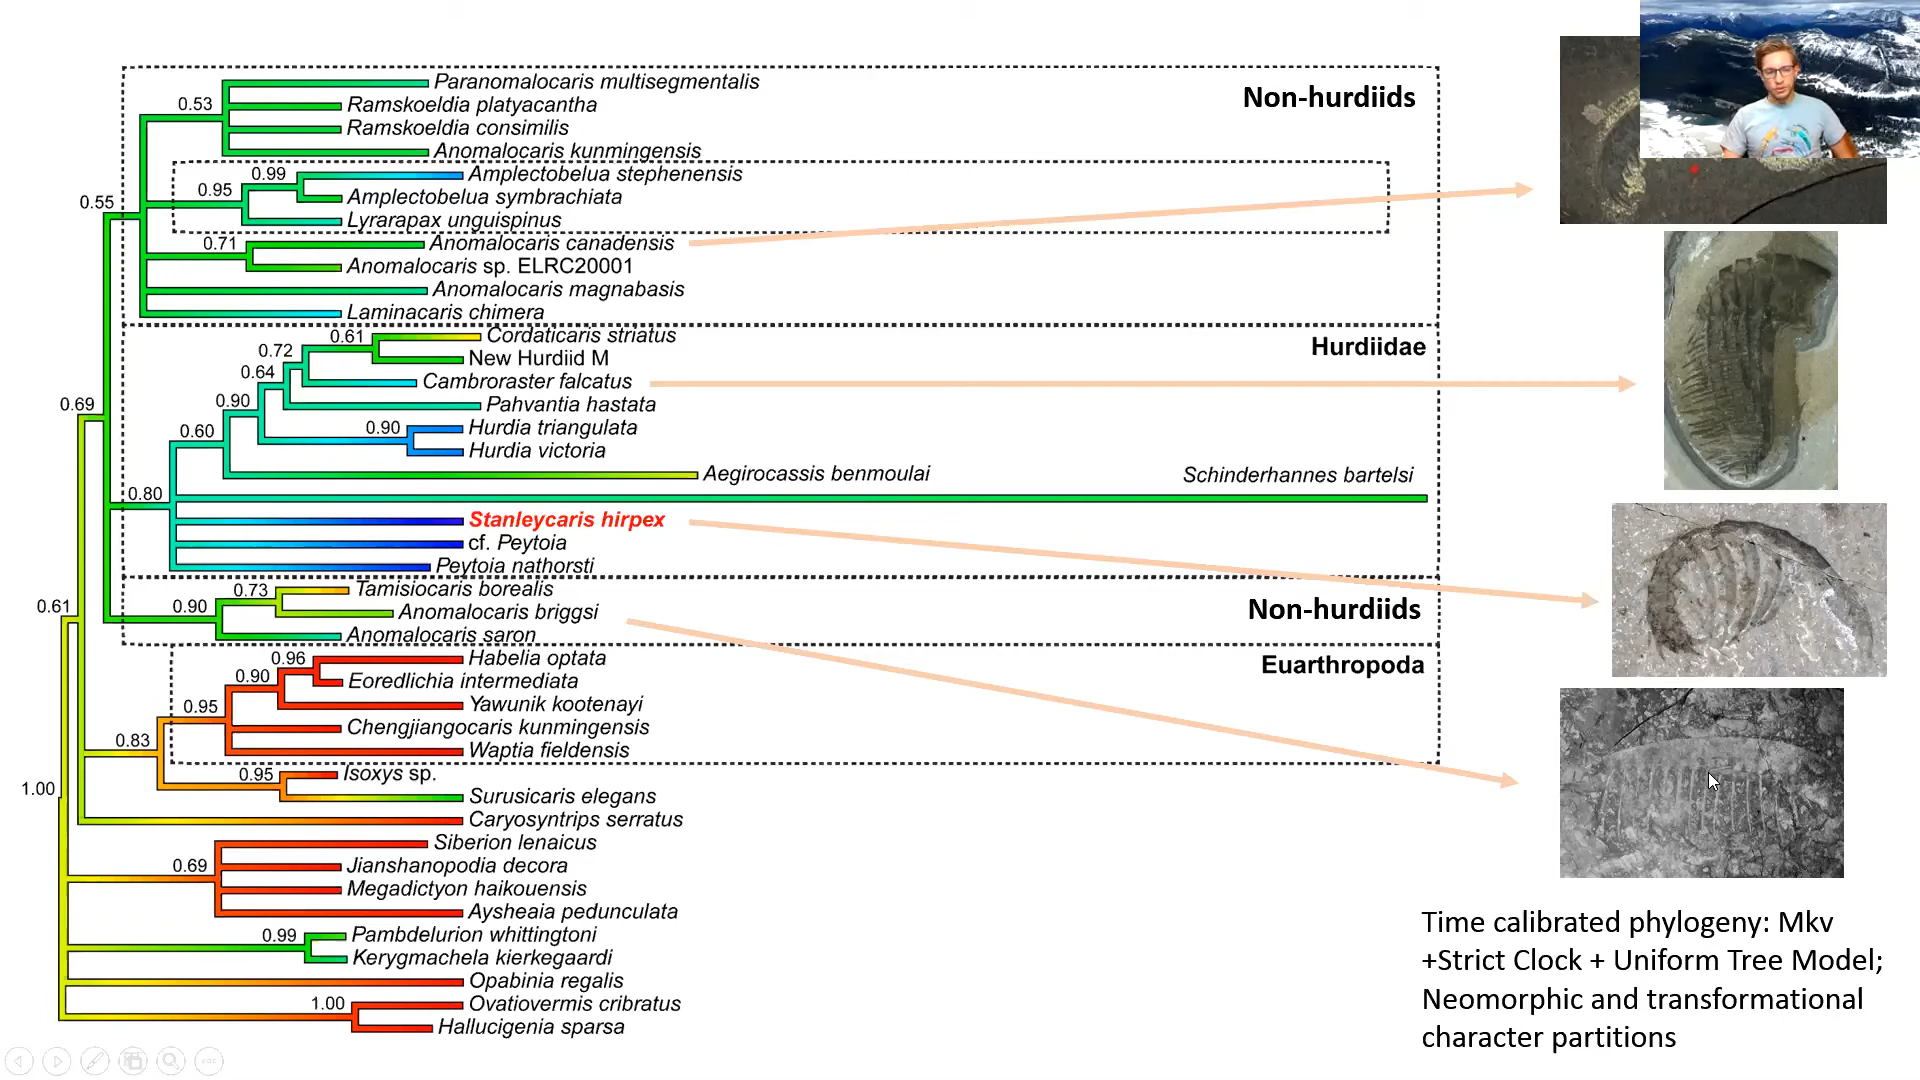 Paranomalocaris multisegmentalis
Non-hurdiids
0.53
Ramskoeldia platyacantha
Ramskoeldia consimilis
Anomalocaris kunmingensis
0.99
Amplectobelua stephenensis
0.95
Amplectobelua symbrachiata
0.55
Lyrarapax unguispinus
0.71
Anomalocaris canadensis
Anomalocaris sp. ELRC20001
Anomalocaris magnabasis
Laminacaris chimera
0.61
Cordaticaris striatus
Hurdiidae
0.72
New Hurdiid M
0.64
Cambroraster falcatus
0.90
Pahvantia hastata
0.69
0.90
Hurdia triangulata
0.60
Hurdia victoria
Aegirocassis benmoulai
Schinderhannes bartelsi
0.80
Stanleycaris hirpex
cf. Peytoia
Peytoia nathorsti
0.73
Tamisiocaris borealis
0.61
0.90
Anomalocaris briggsi
Non-hurdiids
Anomalocaris saron
0.96
Habelia optata
Euarthropoda
0.90
Eoredlichia intermediata
0.95
Yawunik kootenayi
Chengjiangocaris kunmingensis
0.83
Waptia fieldensis
0.95
Isoxys sp.
1.00
Surusicaris elegans
Caryosyntrips serratus
Siberion lenaicus
0.69
Jianshanopodia decora
Megadictyon haikouensis
Aysheaia pedunculata
0.99
Pambdelurion whittingtoni
Kerygmachela kierkegaardi
Opabinia regalis
1.00
Ovatiovermis cribratus
Hallucigenia sparsa
Time calibrated phylogeny: Mkv
+Strict Clock + Uniform Tree Model;
Neomorphic and transformational
character partitions